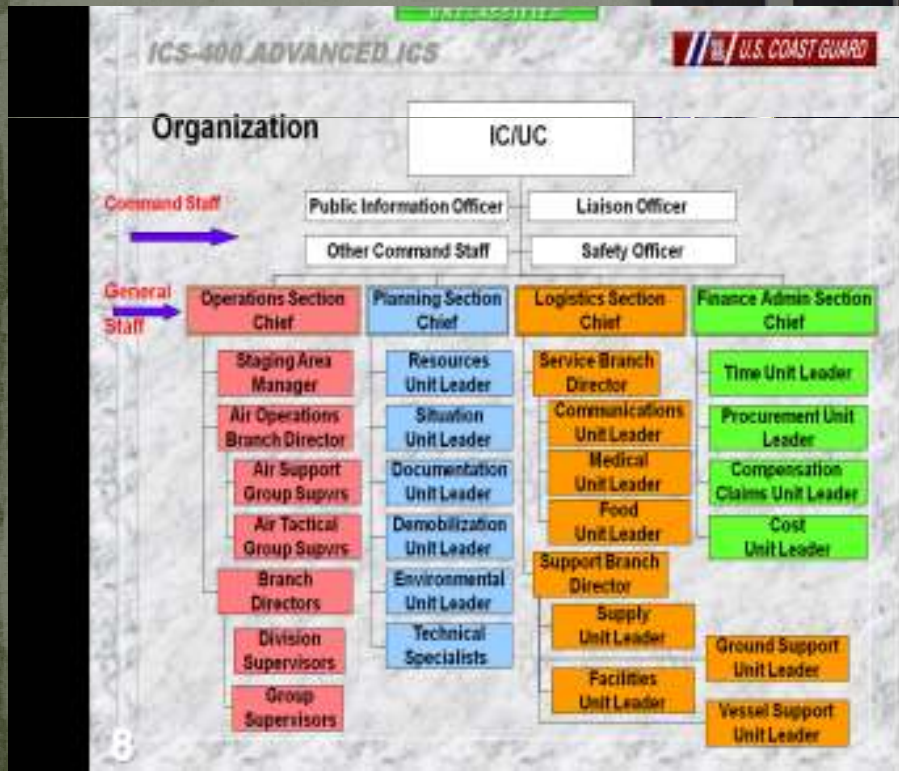 UNCLASSIFIED
ICS-400 ADVANCED ICS
U.S. COAST GUARD
Organization
IC/UC
Command Staff
Public Information Officer
Liaison Officer
Other Command Staff
Safety Officer
General
Staff
Operations Section
Chief
Planning Section
Chief
Logistics Section
Chief
Finance Admin Section
Chief
Staging Area
Manager
Air Operations
Branch Director
Air Support
Group Supvrs
Air Tactical
Group Supvrs
Branch
Directors
Division
Supervisors
Group
Supervisors
Resources
Unit Leader
Situation
Unit Leader
Documentation
Unit Leader
Demobilization
Unit Leader
Environmental
Unit Leader
Technical
Specialists
Service Branch
Director
Communications
Unit Leader
Medical
Unit Leader
Food
Unit Leader
Support Branch
Director
Supply
Unit Leader
Facilities
Unit Leader
Ground Support
Unit Leader
Vessel Support
Unit Leader
Time Unit Leader
Procurement Unit
Leader
Compensation
Claims Unit Leader
Cost
Unit Leader
8